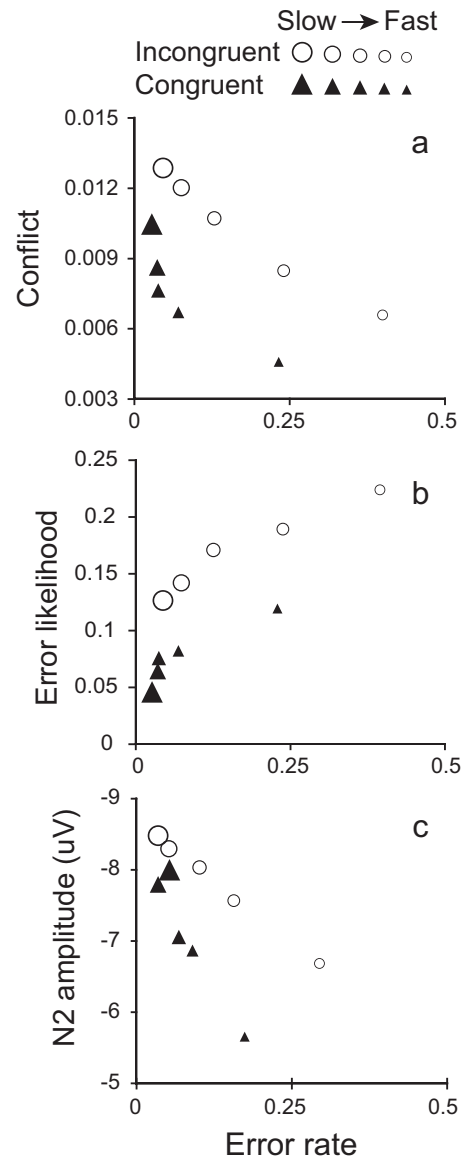 Slow → Fast
Incongruent
Congruent
a
0.015
0.012
0.009
0.006
0.003
Conflict
0 0.25 0.5
b
0.25
0.2
0.15
0.1
0.05
0
Error likelihood
0 0.25 0.5
c
-9
-8
-7
-6
-5
N2 amplitude (uV)
0 0.25 0.5
Error rate